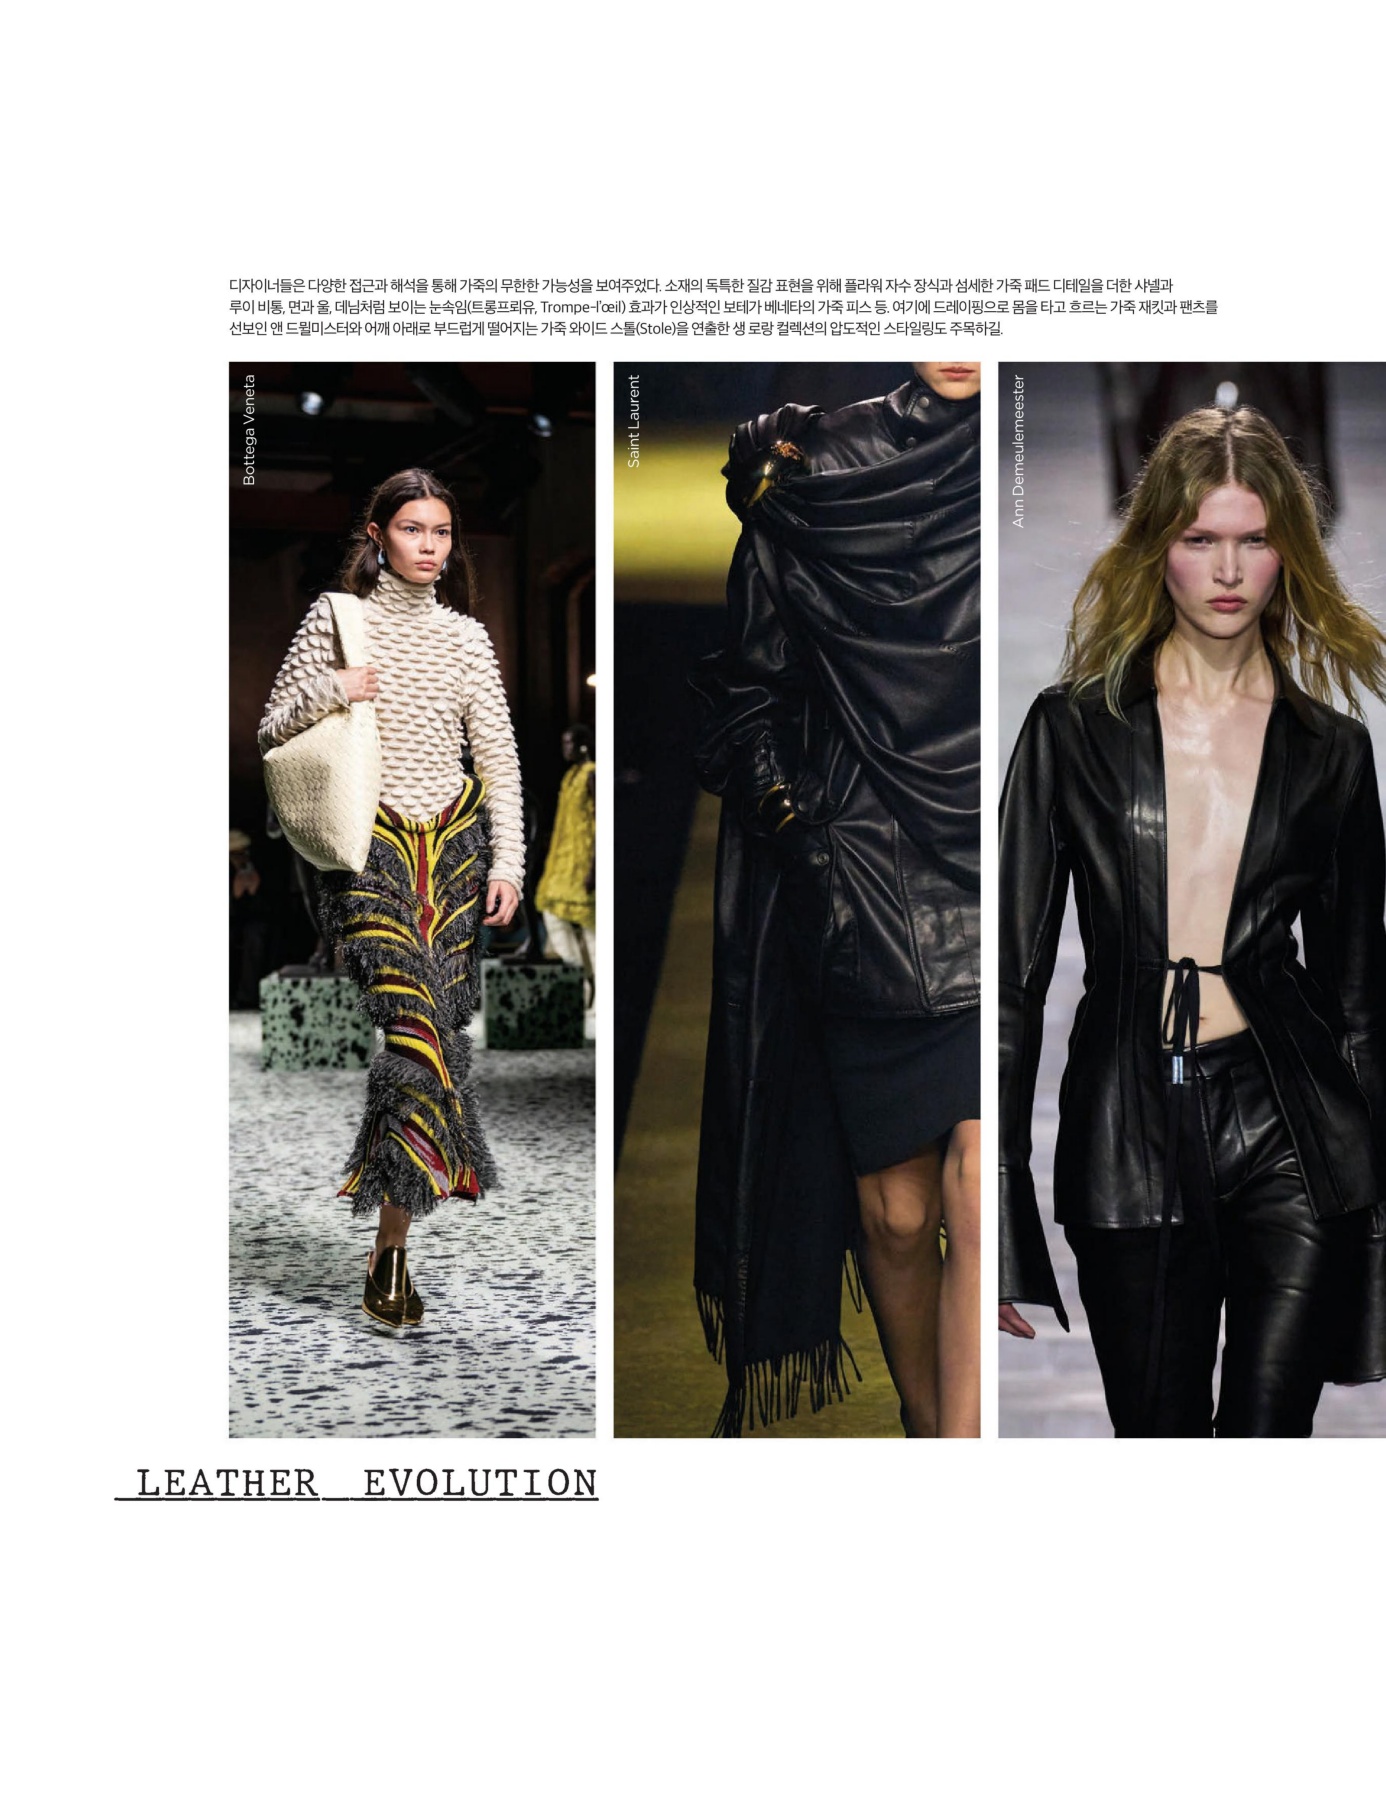 디자이너들은 다양한 접근과 해석을 통해 가죽의 무한한 가능성을 보여주었다. 소재의 독특한 질감 표현을 위해 플라워 자수 장식과 섬세한 가죽 패드 디테일을 더한 샤넬과
루이 비통, 면과 울, 데님처럼 보이는 눈속임(트롱프뢰유, Trompe-l’œil) 효과가 인상적인 보테가 베네타의 가죽 피스 등. 여기에 드레이핑으로 몸을 타고 흐르는 가죽 재킷과 팬츠를
선보인 앤 드뮐미스터와 어깨 아래로 부드럽게 떨어지는 가죽 와이드 스톨(Stole)을 연출한 생 로랑 컬렉션의 압도적인 스타일링도 주목하길.
Bottega Veneta
Saint Laurent
Ann Demeulemeester
LEATHER EVOLUTION